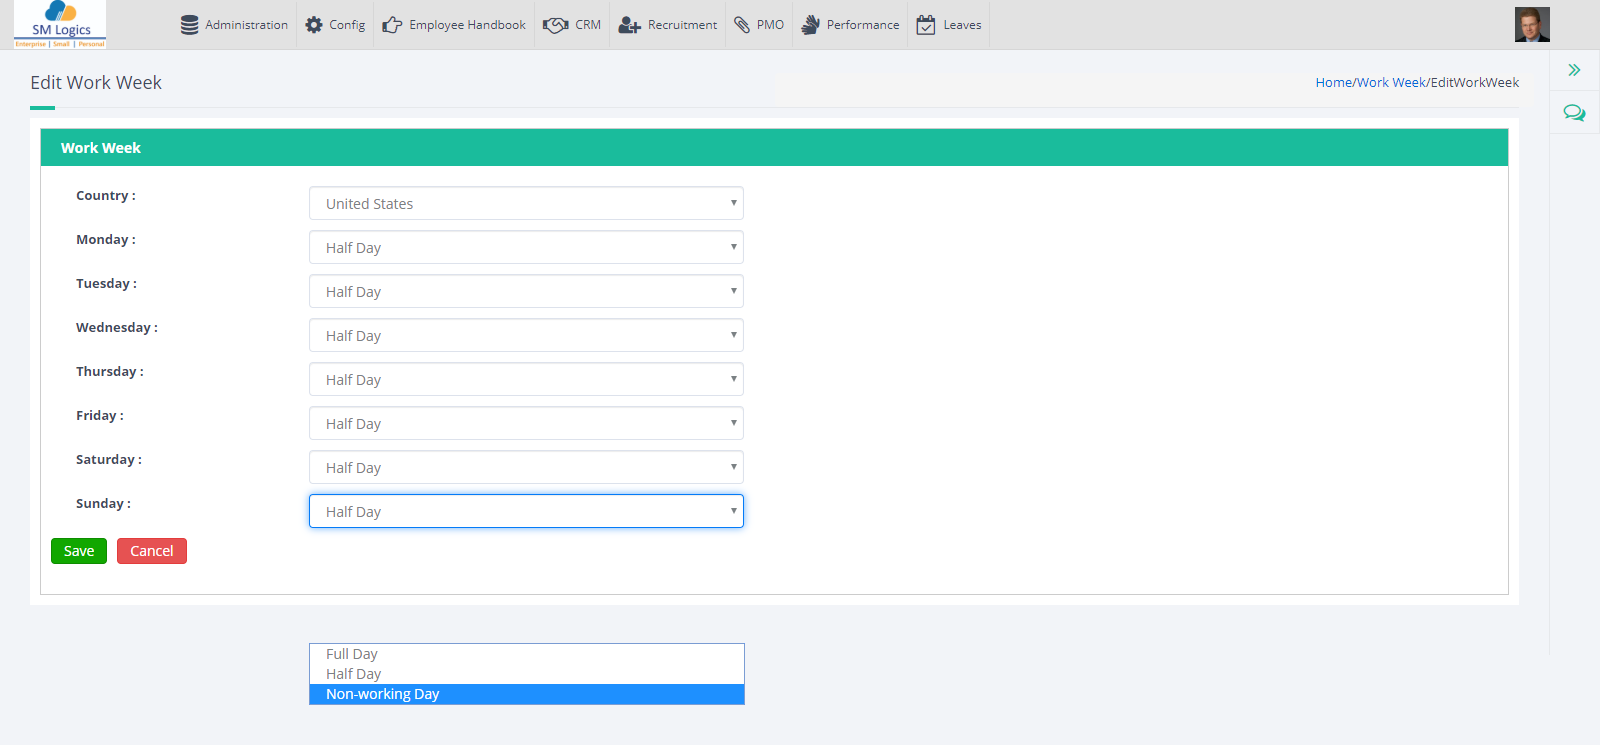 SM Logics
Enterprise | Small | Personal
Administration Config Employee Handbook CRM Recruitment PMO Performance Leaves
Edit Work Week
Home/Work Week/EditWorkWeek
Work Week
Country : United States
Monday : Half Day
Tuesday : Half Day
Wednesday : Half Day
Thursday : Half Day
Friday : Half Day
Saturday : Half Day
Sunday : Half Day
Save Cancel
Full Day
Half Day
Non-working Day